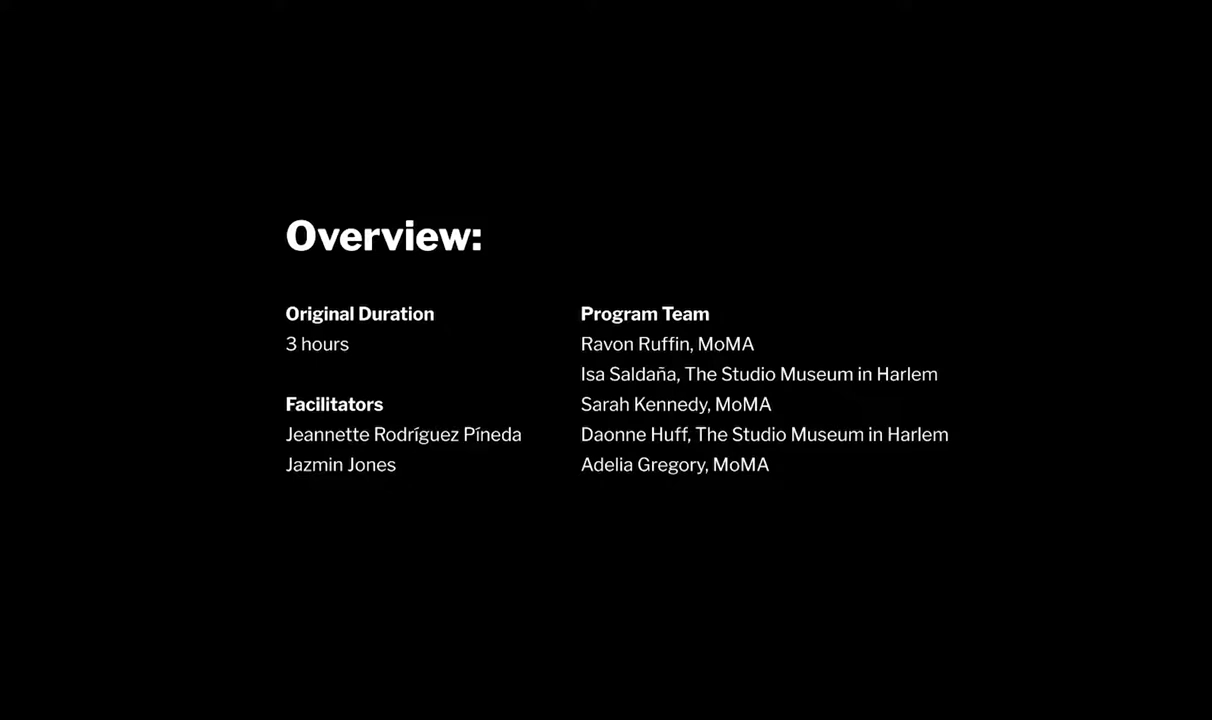 Overview:
Original Duration
3 hours
Facilitators
Jeannette Rodríguez Píneda
Jazmin Jones
Program Team
Ravon Ruffin, MoMA
Isa Saldaña, The Studio Museum in Harlem
Sarah Kennedy, MoMA
Daonne Huff, The Studio Museum in Harlem
Adelia Gregory, MoMA